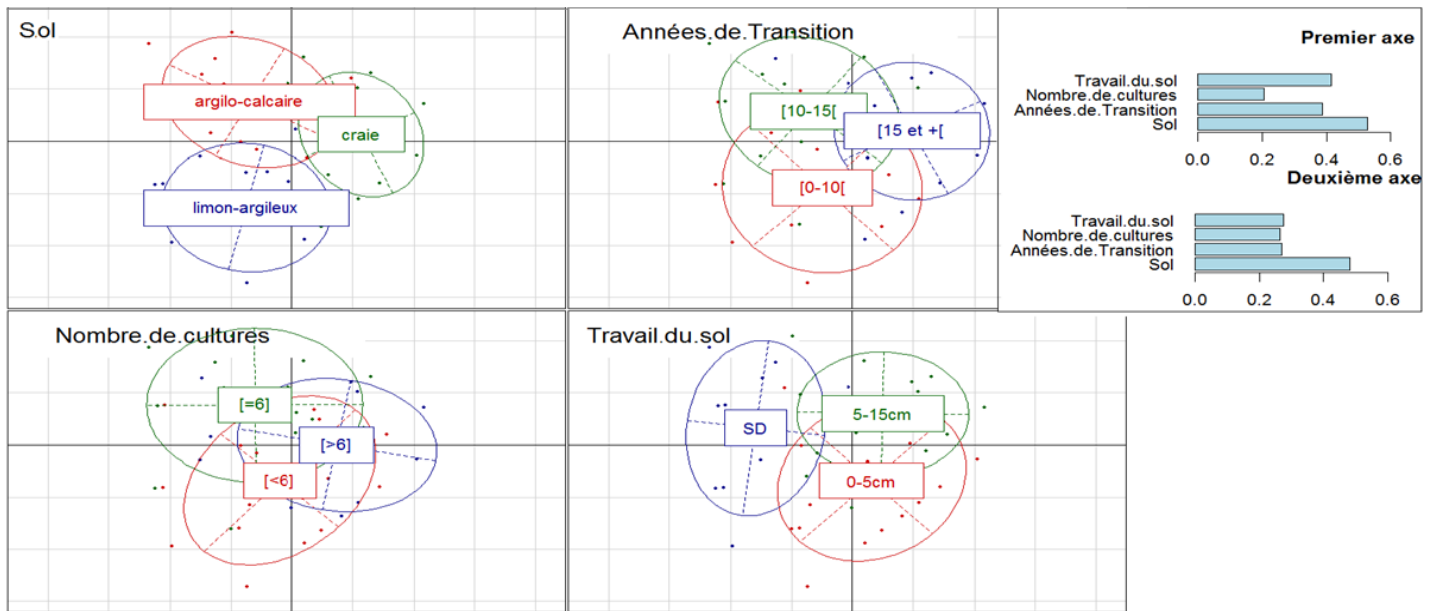 Sol
argilo-calcaire
craie
limon-argileux
Années.de.Transition
[10-15[
[15 et +[
[0-10[
Premier axe
Travail.du.sol
Nombre.de.cultures
Années.de.Transition
Sol
0.0 0.2 0.4 0.6
Deuxième axe
Travail.du.sol
Nombre.de.cultures
Années.de.Transition
Sol
0.0 0.2 0.4 0.6
Nombre.de.cultures
[=6]
[>6]
[<6]
Travail.du.sol
SD
5-15cm
0-5cm